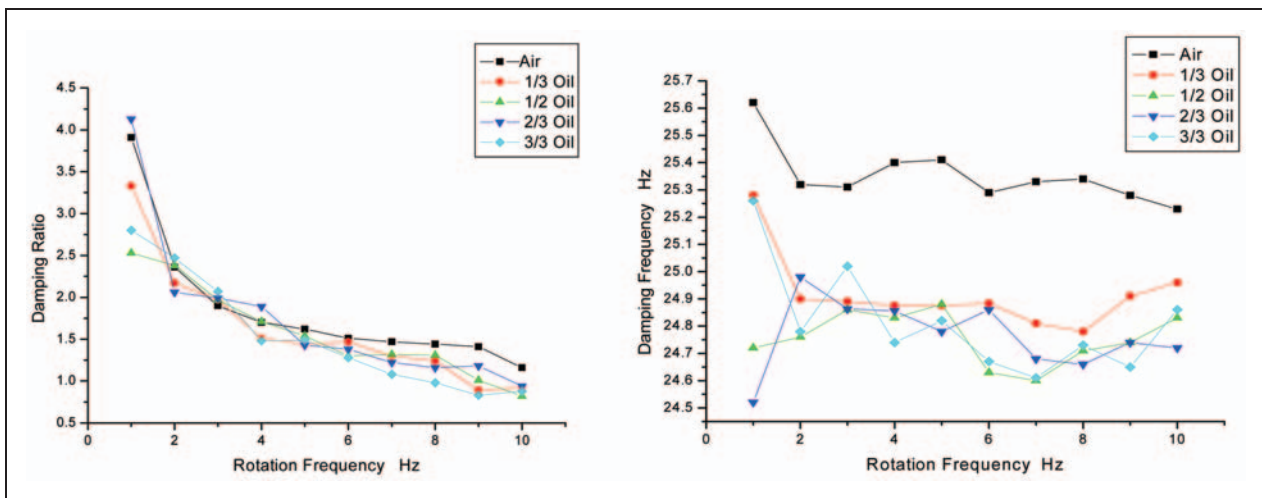 Air
1/3 Oil
1/2 Oil
2/3 Oil
3/3 Oil
4.5
4.0
3.5
3.0
2.5
2.0
1.5
1.0
0.5
Damping Ratio
0 2 4 6 8 10
Rotation Frequency Hz
Air
1/3 Oil
1/2 Oil
2/3 Oil
3/3 Oil
25.7
25.6
25.5
25.4
25.3
25.2
25.1
25.0
24.9
24.8
24.7
24.6
24.5
Damping Frequency Hz
0 2 4 6 8 10
Rotation Frequency Hz